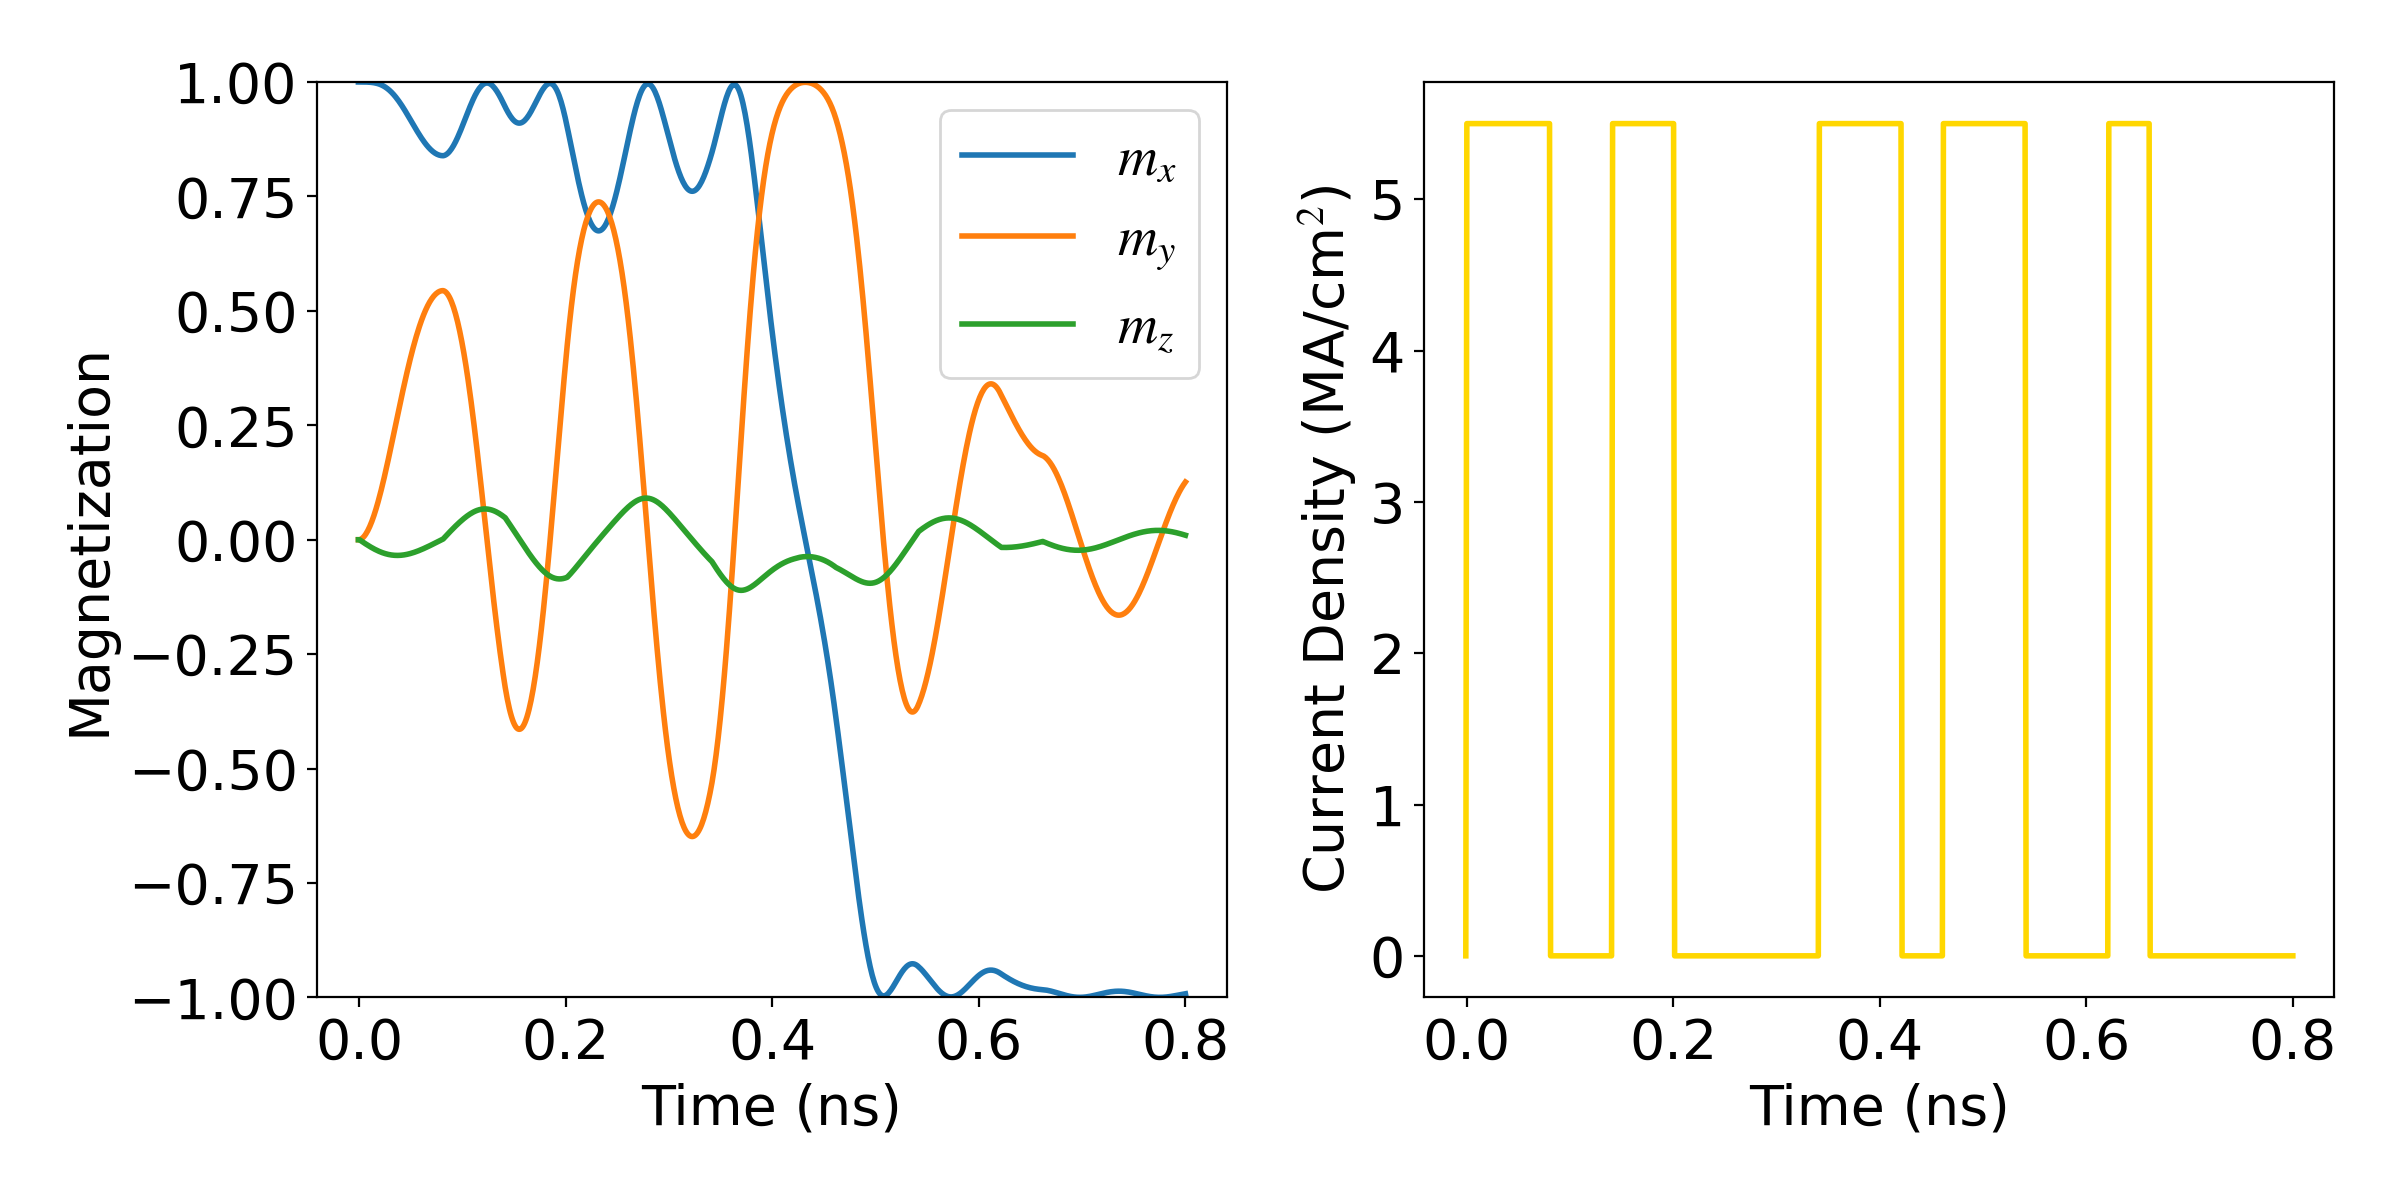 1.00
0.75
0.50
0.25
0.00
−0.25
−0.50
−0.75
−1.00
Magnetization
0.0 0.2 0.4 0.6 0.8
Time (ns)
mₓ
m_y
m_z
5
4
3
2
1
0
Current Density (MA/cm²)
0.0 0.2 0.4 0.6 0.8
Time (ns)